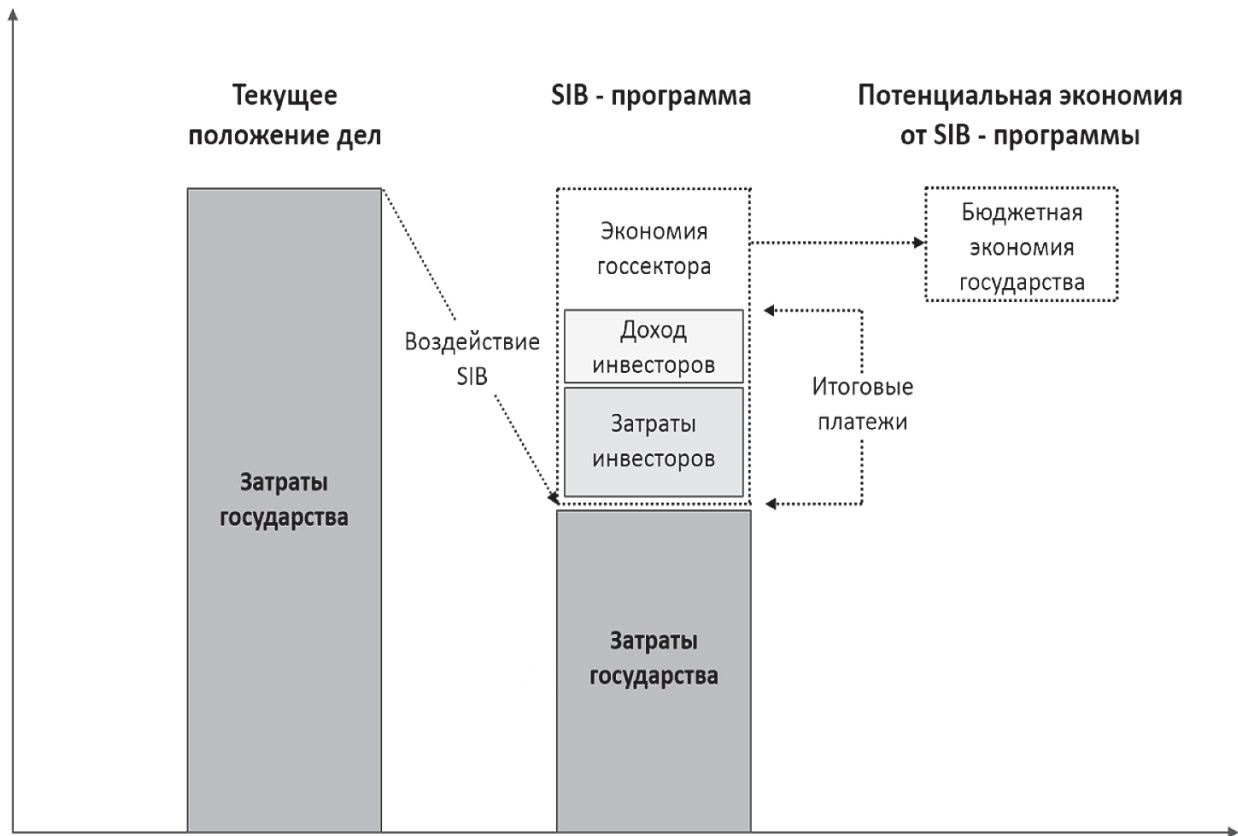 Текущее
положение дел
SIB - программа
Потенциальная экономия
от SIB - программы
Экономия
госсектора
Бюджетная
экономия
государства
Доход
инвесторов
Воздействие
SIB
Итоговые
платежи
Затраты
инвесторов
Затраты
государства
Затраты
государства